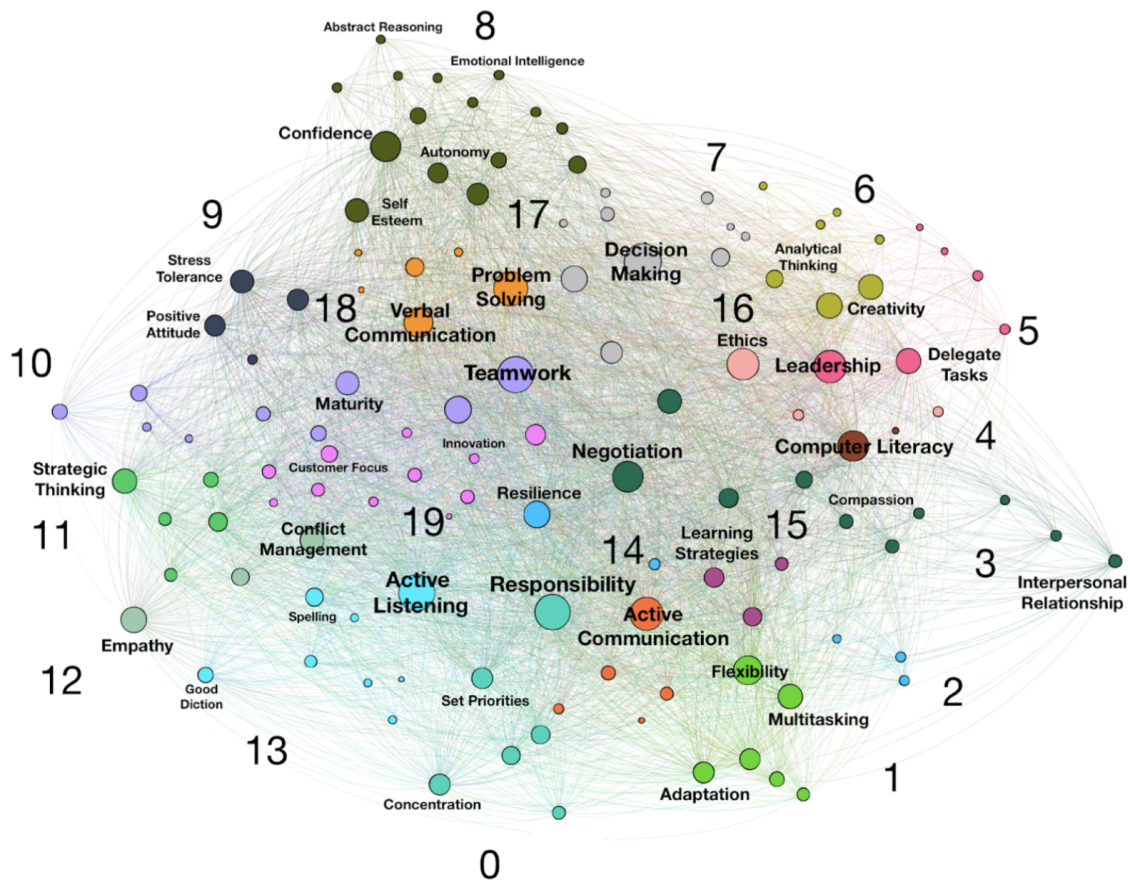 Abstract Reasoning
8
Emotional Intelligence
Confidence
Autonomy
7
6
9
Self
Esteem
17
Decision
Making
Analytical
Thinking
Stress
Tolerance
Problem
Solving
18
16
Creativity
Positive
Attitude
Verbal
Communication
5
Ethics
10
Teamwork
Leadership
Delegate
Tasks
Maturity
4
Innovation
Computer Literacy
Negotiation
Customer Focus
Strategic
Thinking
Resilience
Compassion
11
19
15
Conflict
Management
Learning
Strategies
14
3
Interpersonal
Relationship
Active
Listening
Responsibility
Spelling
Active
Communication
Empathy
12
Flexibility
Good
Diction
Set Priorities
2
Multitasking
13
1
Concentration
Adaptation
0